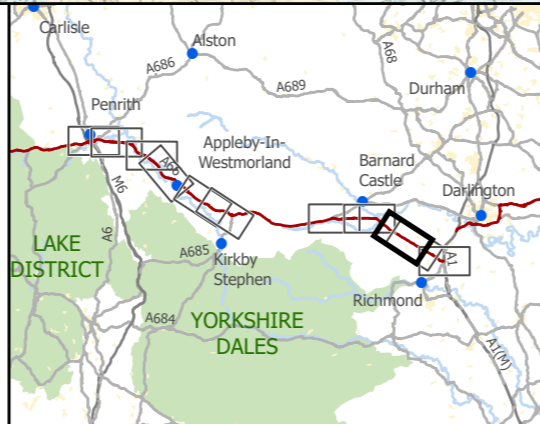 Carlisle
Alston
A68
A686
A689
Durham
Penrith
Appleby-In-
Westmorland
Barnard
Castle
A66
Darlington
M6
A6
LAKE
DISTRICT
A685
Kirkby
Stephen
A1
Richmond
A684
YORKSHIRE
DALES
A1(M)